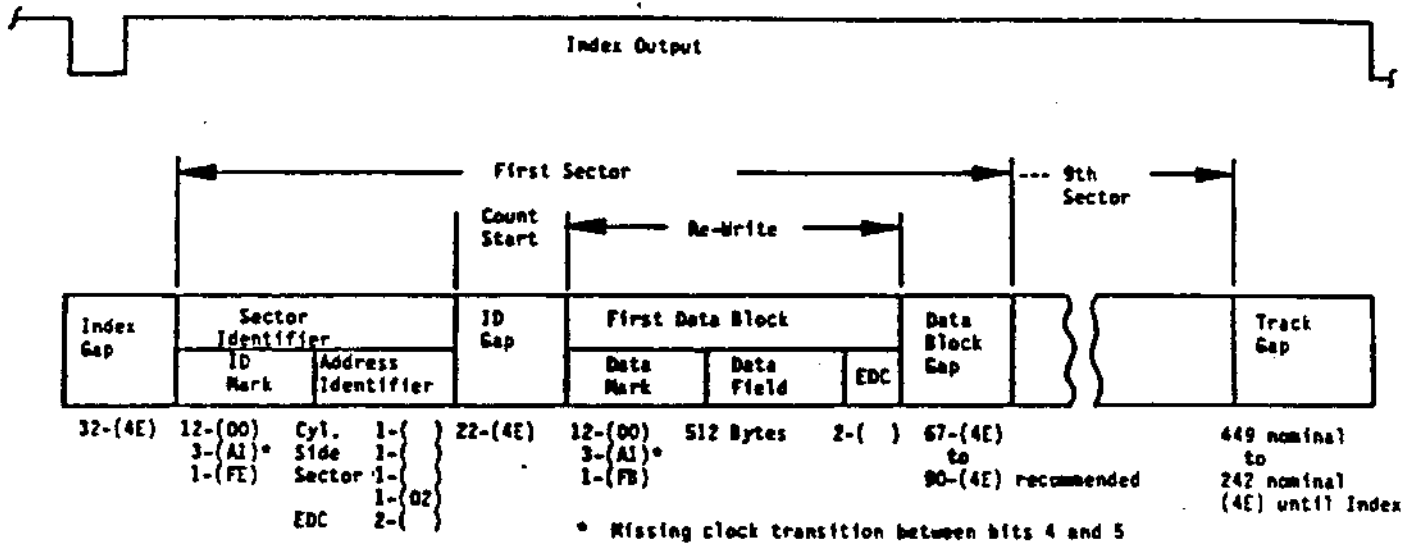 Index Output
First Sector
--- 9th
Sector
Count
Start
Re-Write
Index
Gap
Sector
Identifier
ID
Mark
Address
Identifier
ID
Gap
First Data Block
Data
Mark
Data
Field
EDC
Data
Block
Gap
Track
Gap
32-(4E)
12-(00)
3-(A1)*
1-(FE)
Cyl. 1-( )
Side 1-( )
Sector 1-( )
1-(02)
EDC 2-( )
22-(4E)
12-(00)
3-(A1)*
1-(FB)
512 Bytes
2-( )
67-(4E)
to
90-(4E) recommended
449 nominal
to
242 nominal
(4E) until Index
* Missing clock transition between bits 4 and 5